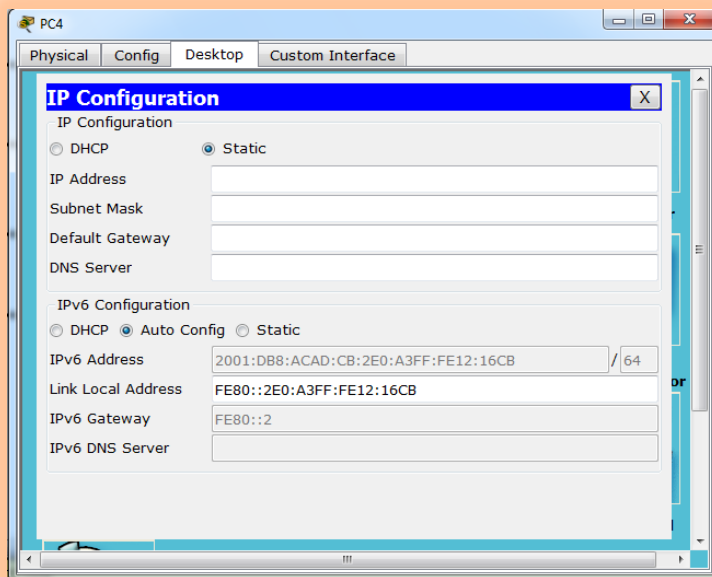 PC4
Physical Config Desktop Custom Interface
IP Configuration X
IP Configuration
DHCP Static
IP Address
Subnet Mask
Default Gateway
DNS Server
IPv6 Configuration
DHCP Auto Config Static
IPv6 Address 2001:DB8:ACAD:CB:2E0:A3FF:FE12:16CB / 64
Link Local Address FE80::2E0:A3FF:FE12:16CB
IPv6 Gateway FE80::2
IPv6 DNS Server